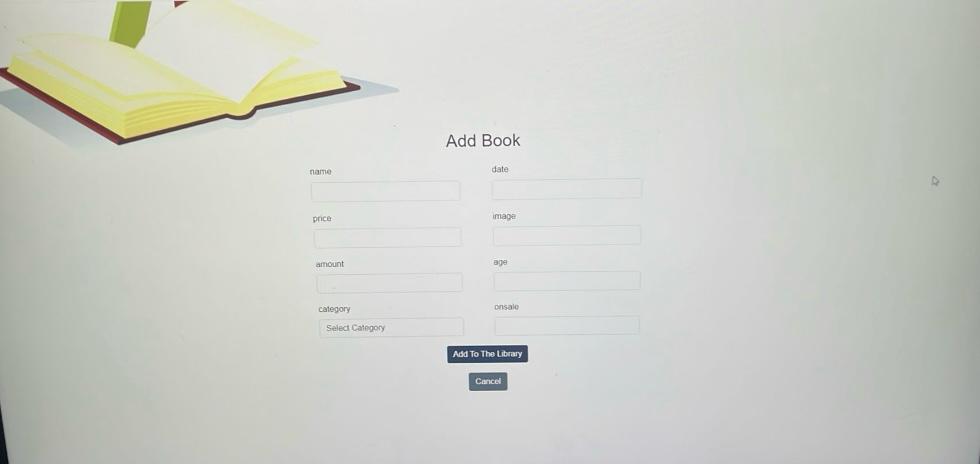 Add Book
name
date
price
image
amount
age
category
onsale
Select Category
Add To The Library
Cancel